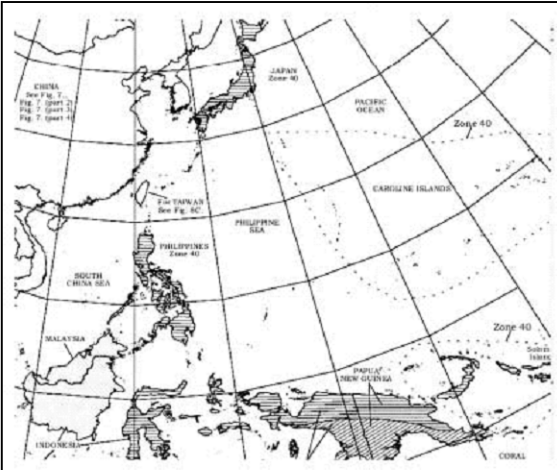 CHINA
See Fig. 7.
Fig. 7. (part 2)
Fig. 7. (part 3)
Fig. 7. (part 4)
JAPAN
Zone 40
PACIFIC
OCEAN
Zone 40
CAROLINE ISLANDS
For TAIWAN
See Fig. 6C
PHILIPPINE
SEA
PHILIPPINES
Zone 40
SOUTH
CHINA SEA
MALAYSIA
Zone 40
PAPUA
NEW GUINEA
INDONESIA
CORAL